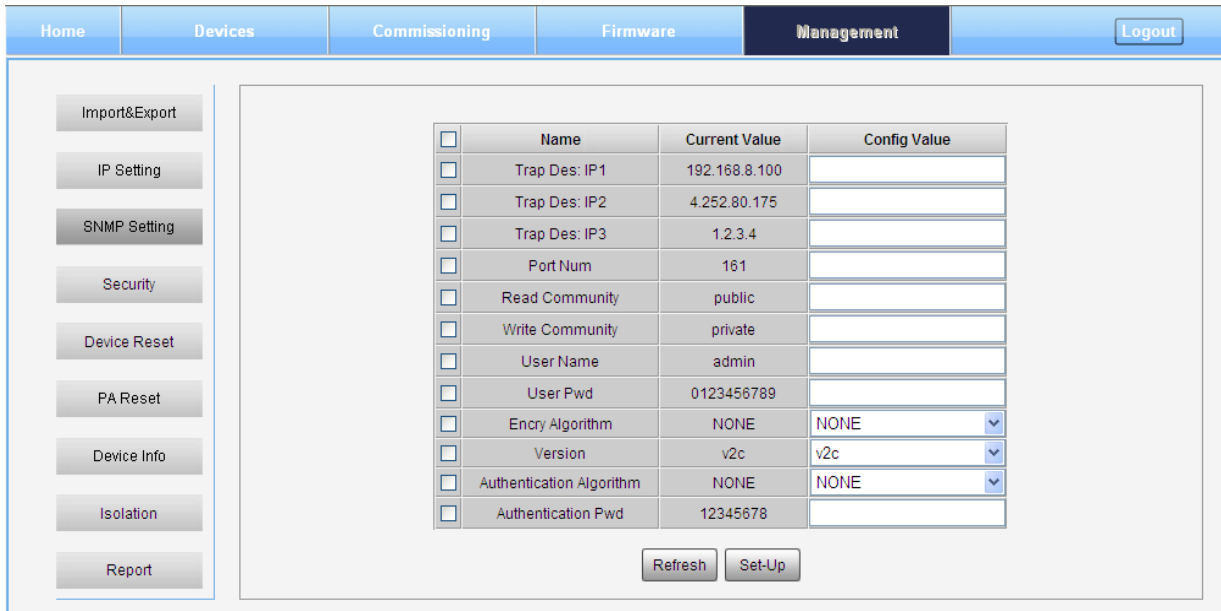 Home Devices Commissioning Firmware Management Logout
Import&Export
IP Setting
SNMP Setting
Security
Device Reset
PA Reset
Device Info
Isolation
Report
Name Current Value Config Value
Trap Des: IP1 192.168.8.100
Trap Des: IP2 4.252.80.175
Trap Des: IP3 1.2.3.4
Port Num 161
Read Community public
Write Community private
User Name admin
User Pwd 0123456789
Encry Algorithm NONE NONE
Version v2c v2c
Authentication Algorithm NONE NONE
Authentication Pwd 12345678
Refresh Set-Up